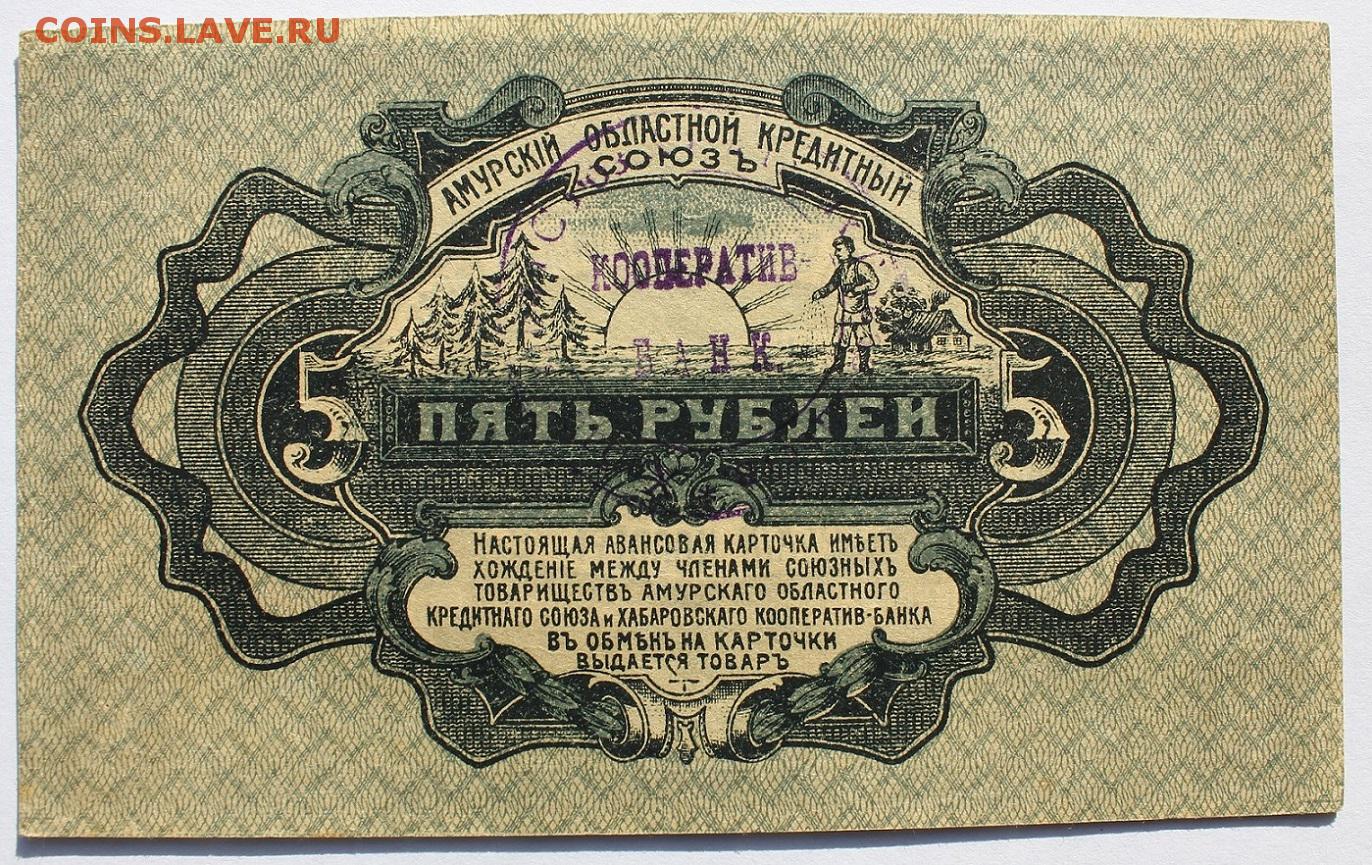 COINS.LAVE.RU
АМУРСКІЙ ОБЛАСТНОЙ КРЕДИТНЫЙ
СОЮЗЪ
КООПЕРАТИВ-
БАНК
5 ПЯТЬ РУБЛЕЙ 5
НАСТОЯЩАЯ АВАНСОВАЯ КАРТОЧКА ИМѢЕТЪ
ХОЖДЕНІЕ МЕЖДУ ЧЛЕНАМИ СОЮЗНЫХЪ
ТОВАРИЩЕСТВЪ АМУРСКАГО ОБЛАСТНОГО
КРЕДИТНАГО СОЮЗА и ХАБАРОВСКАГО КООПЕРАТИВ-БАНКА
ВЪ ОБМѢНЪ НА КАРТОЧКИ
ВЫДАЕТСЯ ТОВАРЪ